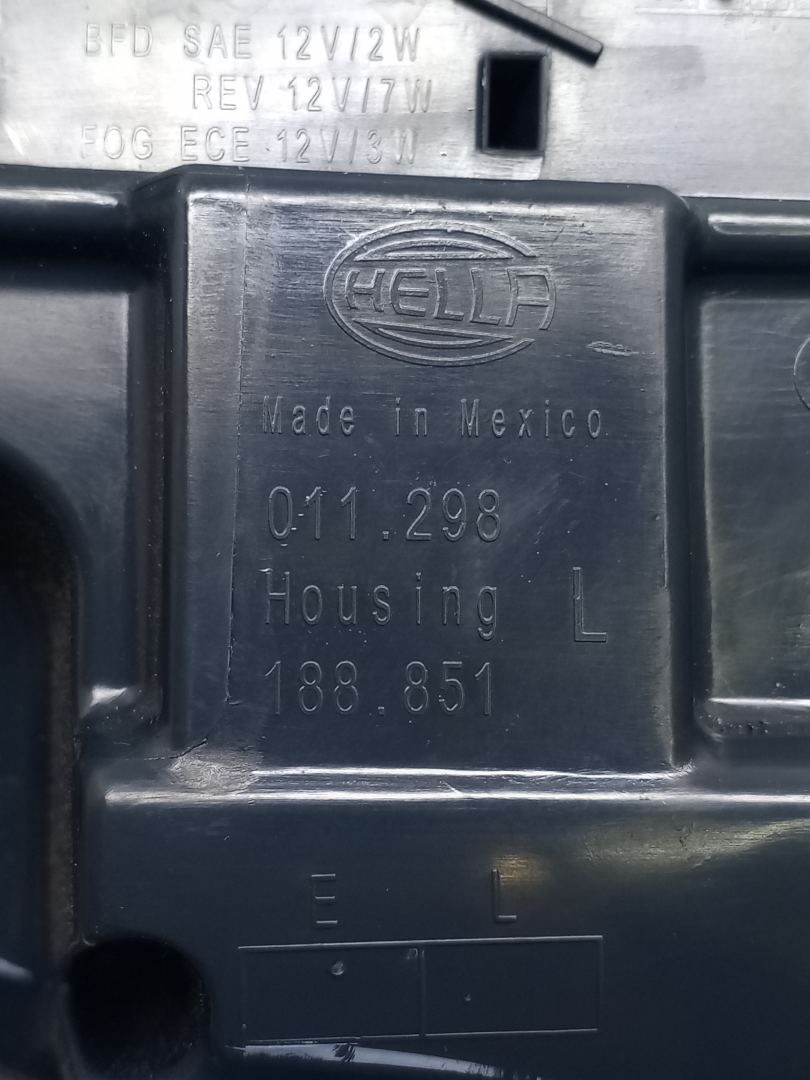 BFD SAE 12V/2W
REV 12V/7W
FOG ECE 12V/3W
HELLA
Made in Mexico
011.298
Housing L
188.851
E L